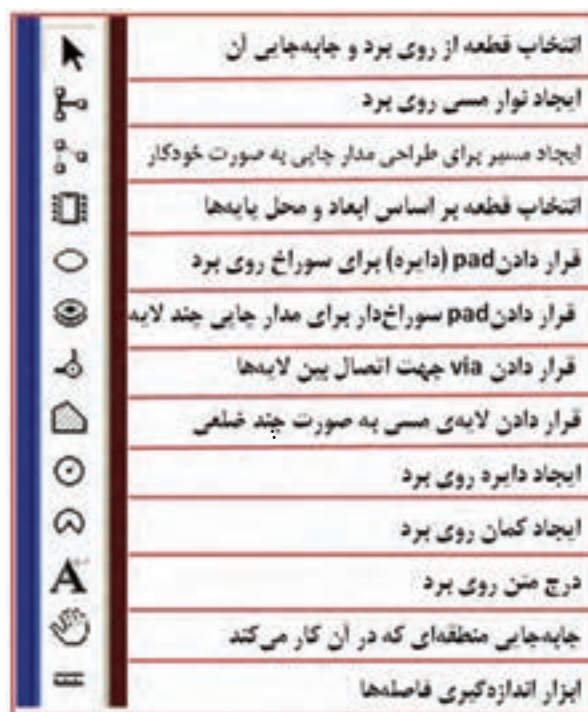 انتخاب قطعه از روی برد و جابه‌جایی آن
ایجاد نوار مسی روی برد
ایجاد مسیر برای طراحی مدار چاپی به صورت خودکار
انتخاب قطعه بر اساس ابعاد و محل پایه‌ها
قرار دادن pad (دایره) برای سوراخ روی برد
قرار دادن pad سوراخ‌دار برای مدار چاپی چند لایه
قرار دادن via جهت اتصال بین لایه‌ها
قرار دادن لایه‌ی مسی به صورت چند ضلعی
ایجاد دایره روی برد
ایجاد کمان روی برد
A درج متن روی برد
جابه‌جایی منطقه‌ای که در آن کار می‌کند
ابزار اندازه‌گیری فاصله‌ها